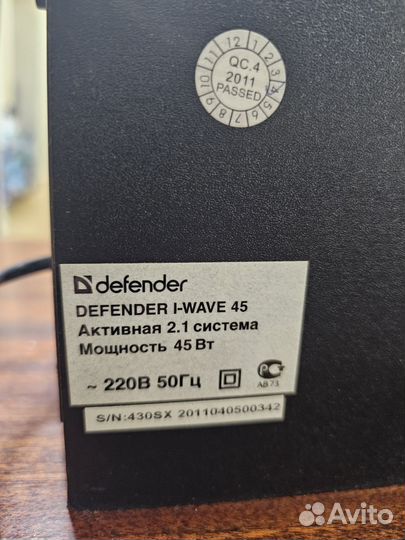 12 1 2 3 4 5 6 7 8 9 10 11
QC.4
2011
PASSED
defender
DEFENDER I-WAVE 45
Активная 2.1 система
Мощность 45 Вт
~ 220В 50Гц
АВ73
S/N:430SX 2011040500342
Avito